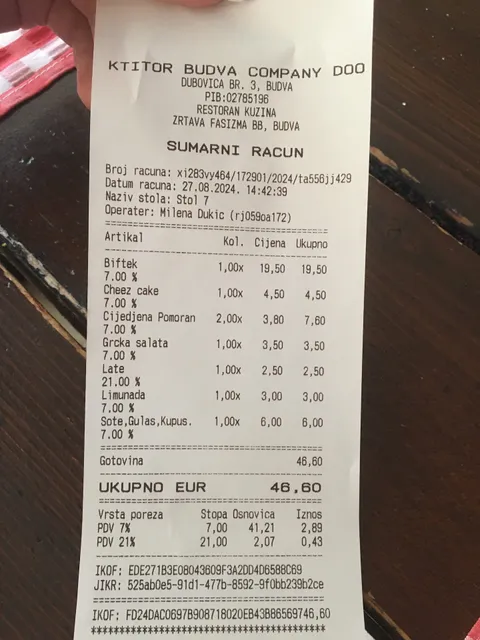 KTITOR BUDVA COMPANY DOO
DUBOVICA BR. 3, BUDVA
PIB:02785196
RESTORAN KUZINA
ZRTAVA FASIZMA BB, BUDVA
SUMARNI RACUN
Broj racuna: xi283vy464/172901/2024/ta556jj429
Datum racuna: 27.08.2024. 14:42:39
Naziv stola: Stol 7
Operater: Milena Dukic (rj059oa172)
Artikal Kol. Cijena Ukupno
Biftek 1,00x 19,50 19,50
7.00 %
Cheez cake 1,00x 4,50 4,50
7.00 %
Cijedjena Pomoran 2,00x 3,80 7,60
7.00 %
Grcka salata 1,00x 3,50 3,50
7.00 %
Late 1,00x 2,50 2,50
21.00 %
Limunada 1,00x 3,00 3,00
7.00 %
Sote,Gulas,Kupus. 1,00x 6,00 6,00
7.00 %
Gotovina 46,60
UKUPNO EUR 46,60
Vrsta poreza Stopa Osnovica Iznos
PDV 7% 7,00 41,21 2,89
PDV 21% 21,00 2,07 0,43
IKOF: EDE271B3E08043609F3A2DD4D6588C69
JIKR: 525ab0e5-91d1-477b-8592-9f0bb239b2ce
IKOF: FD24DAC0697B908718020EB43B86569746,60